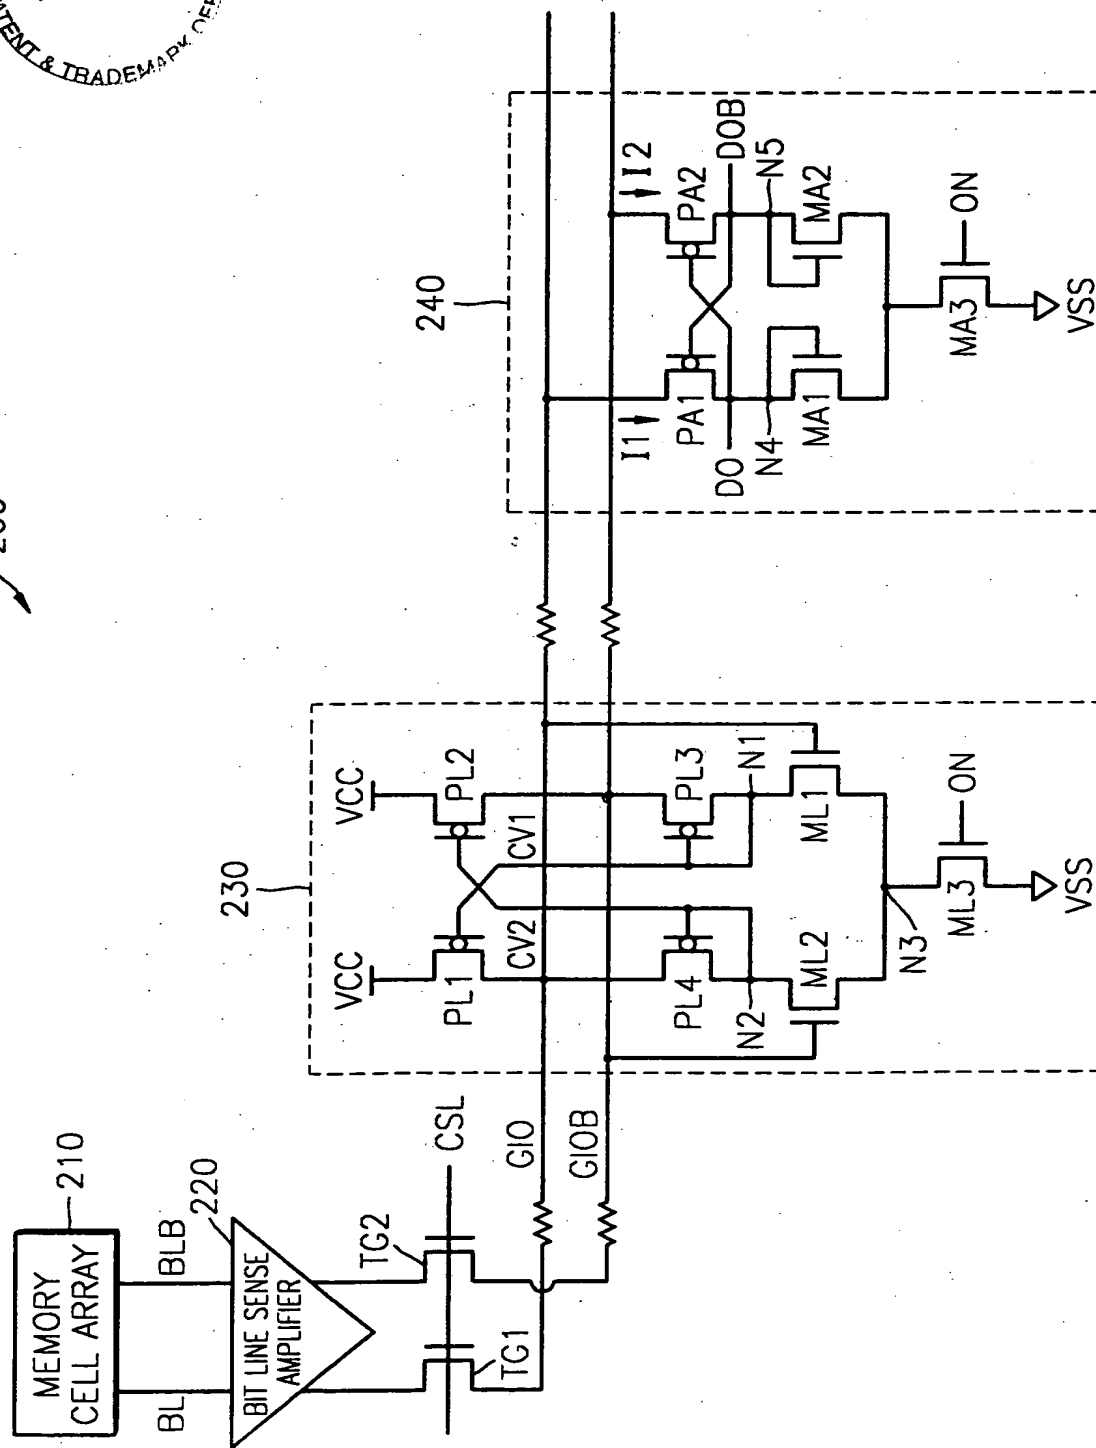 & TRADEMARK
MEMORY
CELL ARRAY
210
BL
BLB
220
BIT LINE SENSE
AMPLIFIER
TG2
TG1
CSL
GIO
GIOB
230
VCC
VCC
PL1
PL2
CV2
CV1
PL4
PL3
N2
N1
ML2
ML1
N3
ML3
ON
VSS
240
I1
I2
PA1
PA2
DO
DOB
N4
N5
MA1
MA2
MA3
ON
VSS